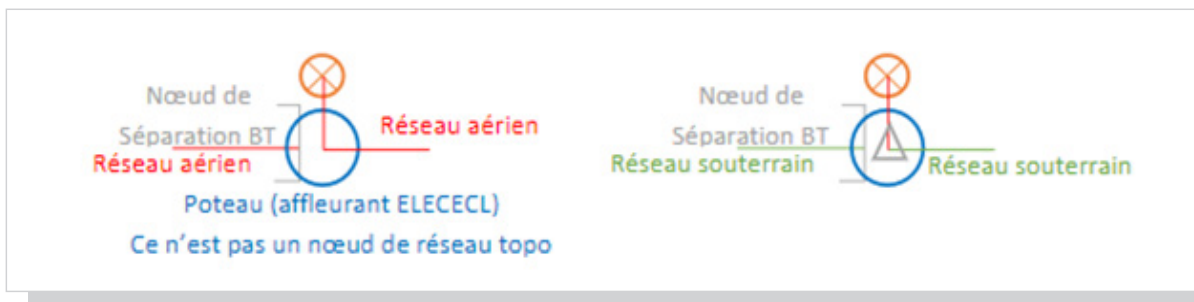 Nœud de
Séparation BT
Réseau aérien
Réseau aérien
Poteau (affleurant ELECECL)
Ce n’est pas un nœud de réseau topo
Nœud de
Séparation BT
Réseau souterrain
Réseau souterrain